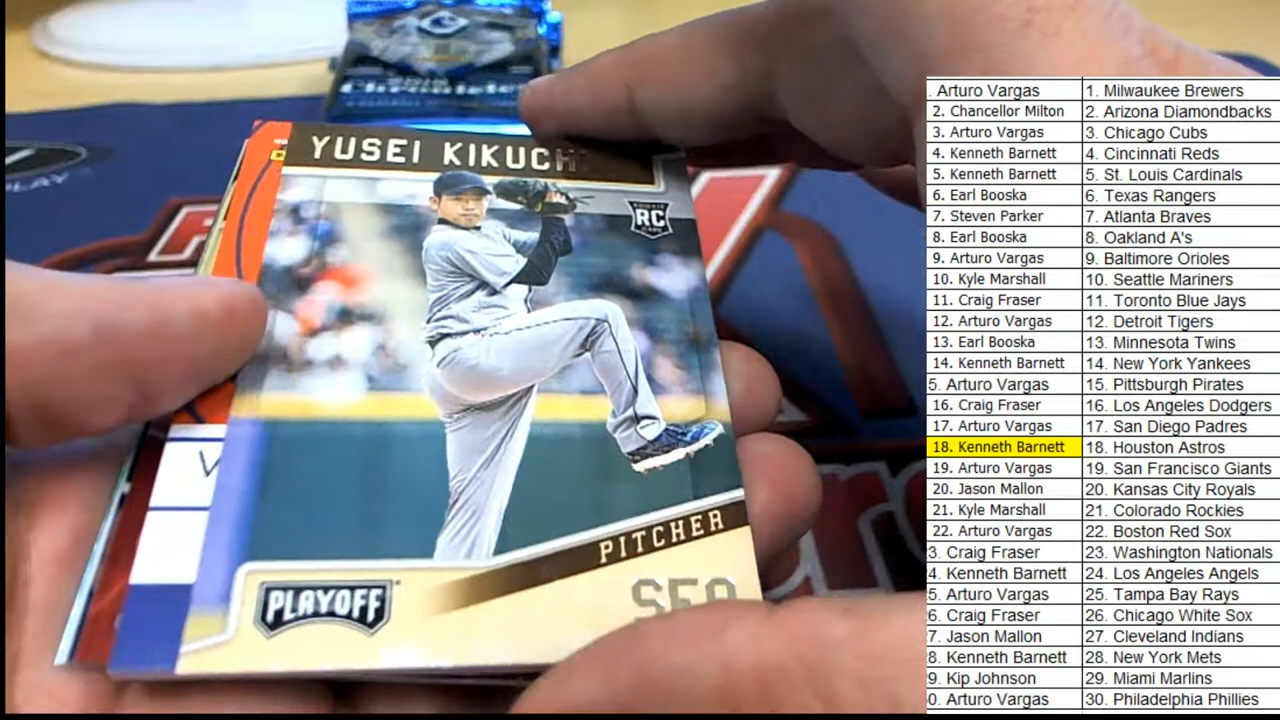 YUSEI KIKUCH
ROOKIE
RC
CARD
PITCHER
PLAYOFF
SEA
PLAY
. Arturo Vargas 1. Milwaukee Brewers
2. Chancellor Milton 2. Arizona Diamondbacks
3. Arturo Vargas 3. Chicago Cubs
4. Kenneth Barnett 4. Cincinnati Reds
5. Kenneth Barnett 5. St. Louis Cardinals
6. Earl Booska 6. Texas Rangers
7. Steven Parker 7. Atlanta Braves
8. Earl Booska 8. Oakland A's
9. Arturo Vargas 9. Baltimore Orioles
10. Kyle Marshall 10. Seattle Mariners
11. Craig Fraser 11. Toronto Blue Jays
12. Arturo Vargas 12. Detroit Tigers
13. Earl Booska 13. Minnesota Twins
14. Kenneth Barnett 14. New York Yankees
5. Arturo Vargas 15. Pittsburgh Pirates
16. Craig Fraser 16. Los Angeles Dodgers
17. Arturo Vargas 17. San Diego Padres
18. Kenneth Barnett 18. Houston Astros
19. Arturo Vargas 19. San Francisco Giants
20. Jason Mallon 20. Kansas City Royals
21. Kyle Marshall 21. Colorado Rockies
22. Arturo Vargas 22. Boston Red Sox
3. Craig Fraser 23. Washington Nationals
4. Kenneth Barnett 24. Los Angeles Angels
5. Arturo Vargas 25. Tampa Bay Rays
6. Craig Fraser 26. Chicago White Sox
7. Jason Mallon 27. Cleveland Indians
8. Kenneth Barnett 28. New York Mets
9. Kip Johnson 29. Miami Marlins
0. Arturo Vargas 30. Philadelphia Phillies